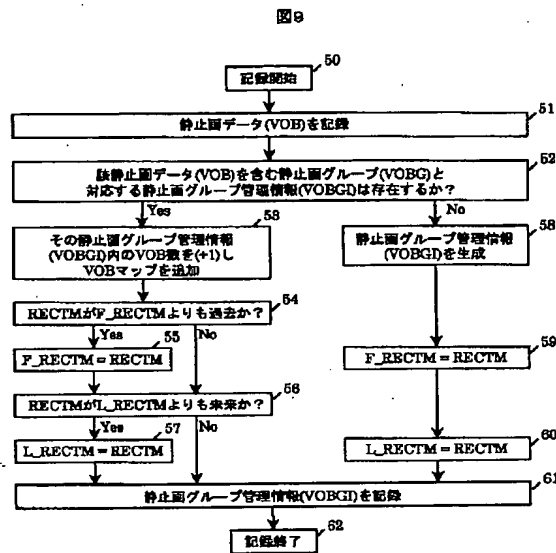 図9
記録開始
50
静止画データ(VOB)を記録
51
該静止画データ(VOB)を含む静止画グループ(VOBG)と
対応する静止画グループ管理情報(VOBGI)は存在するか？
52
Yes
No
その静止画グループ管理情報
(VOBGI)内のVOB数を(+1)し
VOBマップを追加
53
静止画グループ管理情報
(VOBGI)を生成
58
RECTMがF_RECTMよりも過去か？
54
Yes
No
F_RECTM=RECTM
55
F_RECTM=RECTM
59
RECTMがL_RECTMよりも未来か？
56
Yes
No
L_RECTM=RECTM
57
L_RECTM=RECTM
60
静止画グループ管理情報(VOBGI)を記録
61
記録終了
62